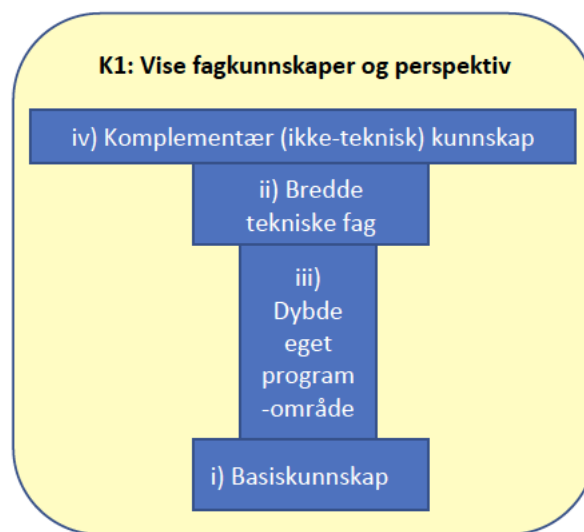 K1: Vise fagkunnskaper og perspektiv
iv) Komplementær (ikke-teknisk) kunnskap
ii) Bredde
tekniske fag
iii)
Dybde
eget
program
-område
i) Basiskunnskap